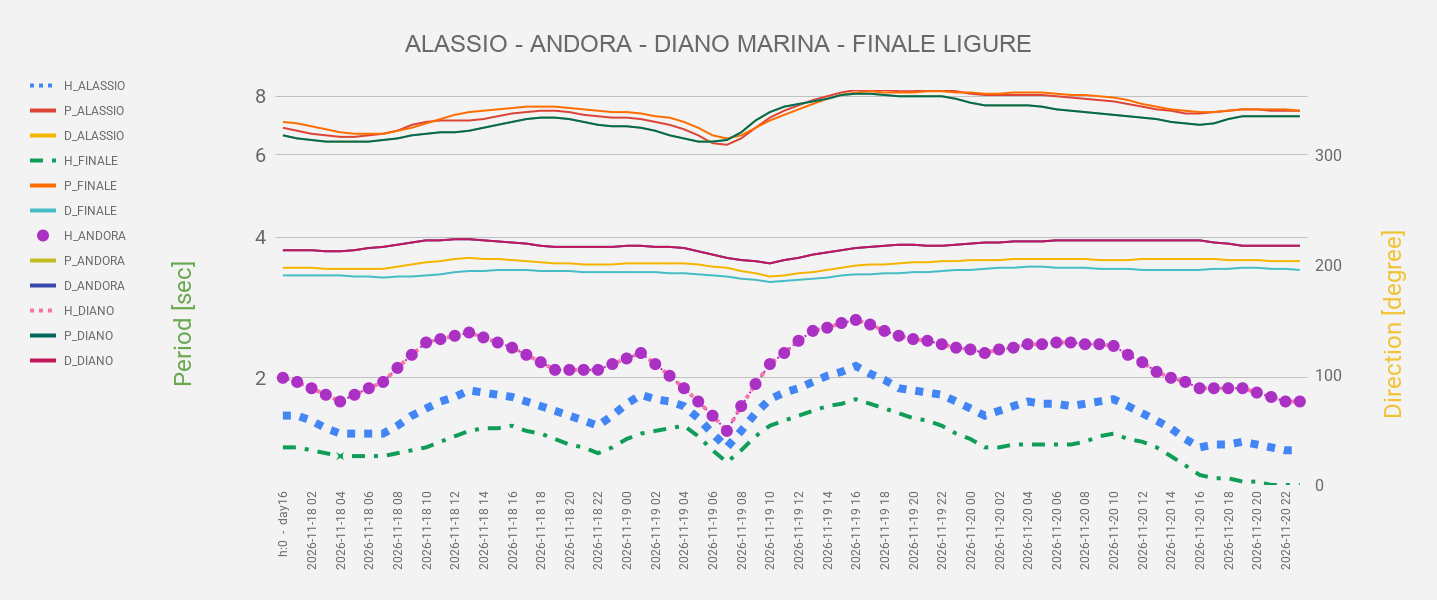 ALASSIO - ANDORA - DIANO MARINA - FINALE LIGURE
H_ALASSIO
P_ALASSIO
D_ALASSIO
H_FINALE
P_FINALE
D_FINALE
H_ANDORA
P_ANDORA
D_ANDORA
H_DIANO
P_DIANO
D_DIANO
Period [sec]
8
6
4
2
300
200
100
0
Direction [degree]
h:0 - day16
2026-11-18 02
2026-11-18 04
2026-11-18 06
2026-11-18 08
2026-11-18 10
2026-11-18 12
2026-11-18 14
2026-11-18 16
2026-11-18 18
2026-11-18 20
2026-11-18 22
2026-11-19 00
2026-11-19 02
2026-11-19 04
2026-11-19 06
2026-11-19 08
2026-11-19 10
2026-11-19 12
2026-11-19 14
2026-11-19 16
2026-11-19 18
2026-11-19 20
2026-11-19 22
2026-11-20 00
2026-11-20 02
2026-11-20 04
2026-11-20 06
2026-11-20 08
2026-11-20 10
2026-11-20 12
2026-11-20 14
2026-11-20 16
2026-11-20 18
2026-11-20 20
2026-11-20 22